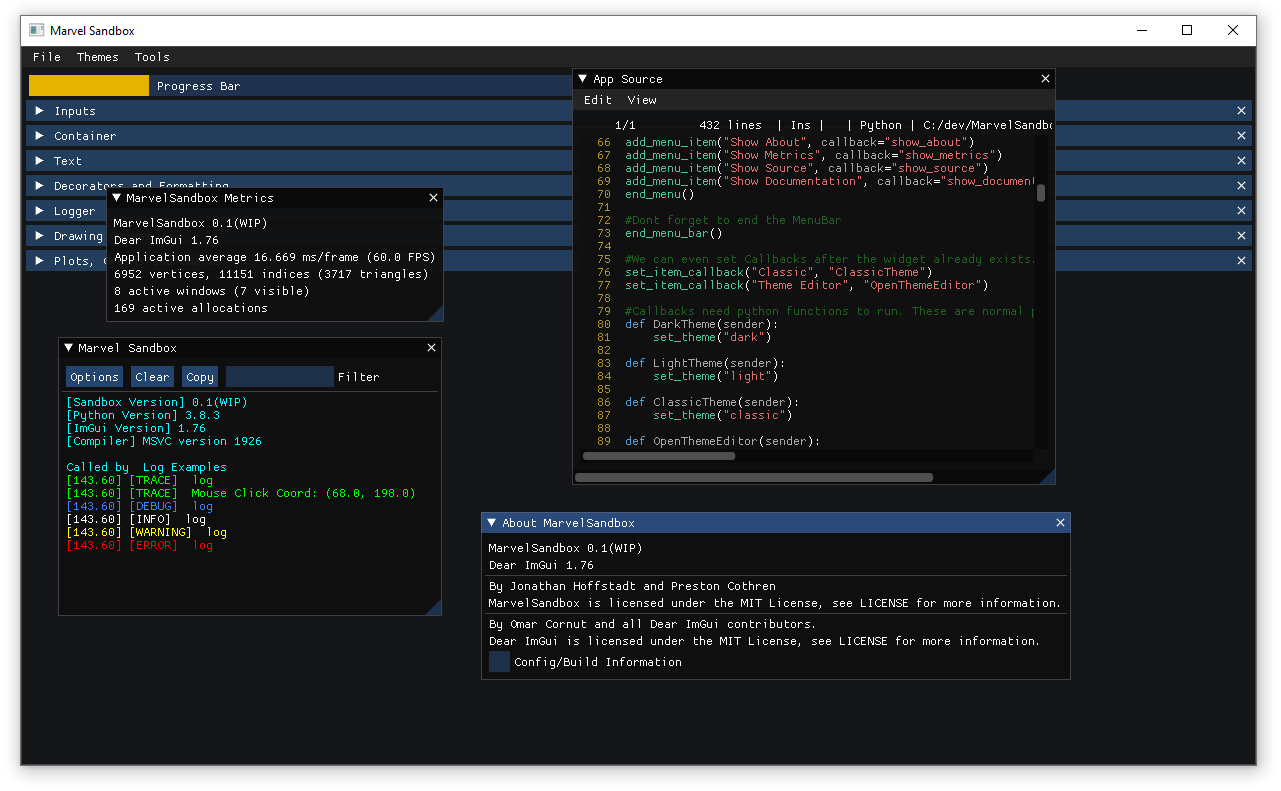 Marvel Sandbox
File Themes Tools
Progress Bar
Inputs
Container
Text
Decorators and Formatting
Logger
Drawing
Plots,
MarvelSandbox Metrics
MarvelSandbox 0.1(WIP)
Dear ImGui 1.76
Application average 16.669 ms/frame (60.0 FPS)
6952 vertices, 11151 indices (3717 triangles)
8 active windows (7 visible)
169 active allocations
Marvel Sandbox
Options Clear Copy Filter
[Sandbox Version] 0.1(WIP)
[Python Version] 3.8.3
[ImGui Version] 1.76
[Compiler] MSVC version 1926
Called by Log Examples
[143.60] [TRACE] log
[143.60] [TRACE] Mouse Click Coord: (68.0, 198.0)
[143.60] [DEBUG] log
[143.60] [INFO] log
[143.60] [WARNING] log
[143.60] [ERROR] log
App Source
Edit View
1/1 432 lines | Ins | | Python | C:/dev/MarvelSandbo
66 add_menu_item("Show About", callback="show_about")
67 add_menu_item("Show Metrics", callback="show_metrics")
68 add_menu_item("Show Source", callback="show_source")
69 add_menu_item("Show Documentation", callback="show_document
70 end_menu()
71
72 #Dont forget to end the MenuBar
73 end_menu_bar()
74
75 #We can even set Callbacks after the widget already exists.
76 set_item_callback("Classic", "ClassicTheme")
77 set_item_callback("Theme Editor", "OpenThemeEditor")
78
79 #Callbacks need python functions to run. These are normal p
80 def DarkTheme(sender):
81 set_theme("dark")
82
83 def LightTheme(sender):
84 set_theme("light")
85
86 def ClassicTheme(sender):
87 set_theme("classic")
88
89 def OpenThemeEditor(sender):
About MarvelSandbox
MarvelSandbox 0.1(WIP)
Dear ImGui 1.76
By Jonathan Hoffstadt and Preston Cothren
MarvelSandbox is licensed under the MIT License, see LICENSE for more information.
By Omar Cornut and all Dear ImGui contributors.
Dear ImGui is licensed under the MIT License, see LICENSE for more information.
Config/Build Information